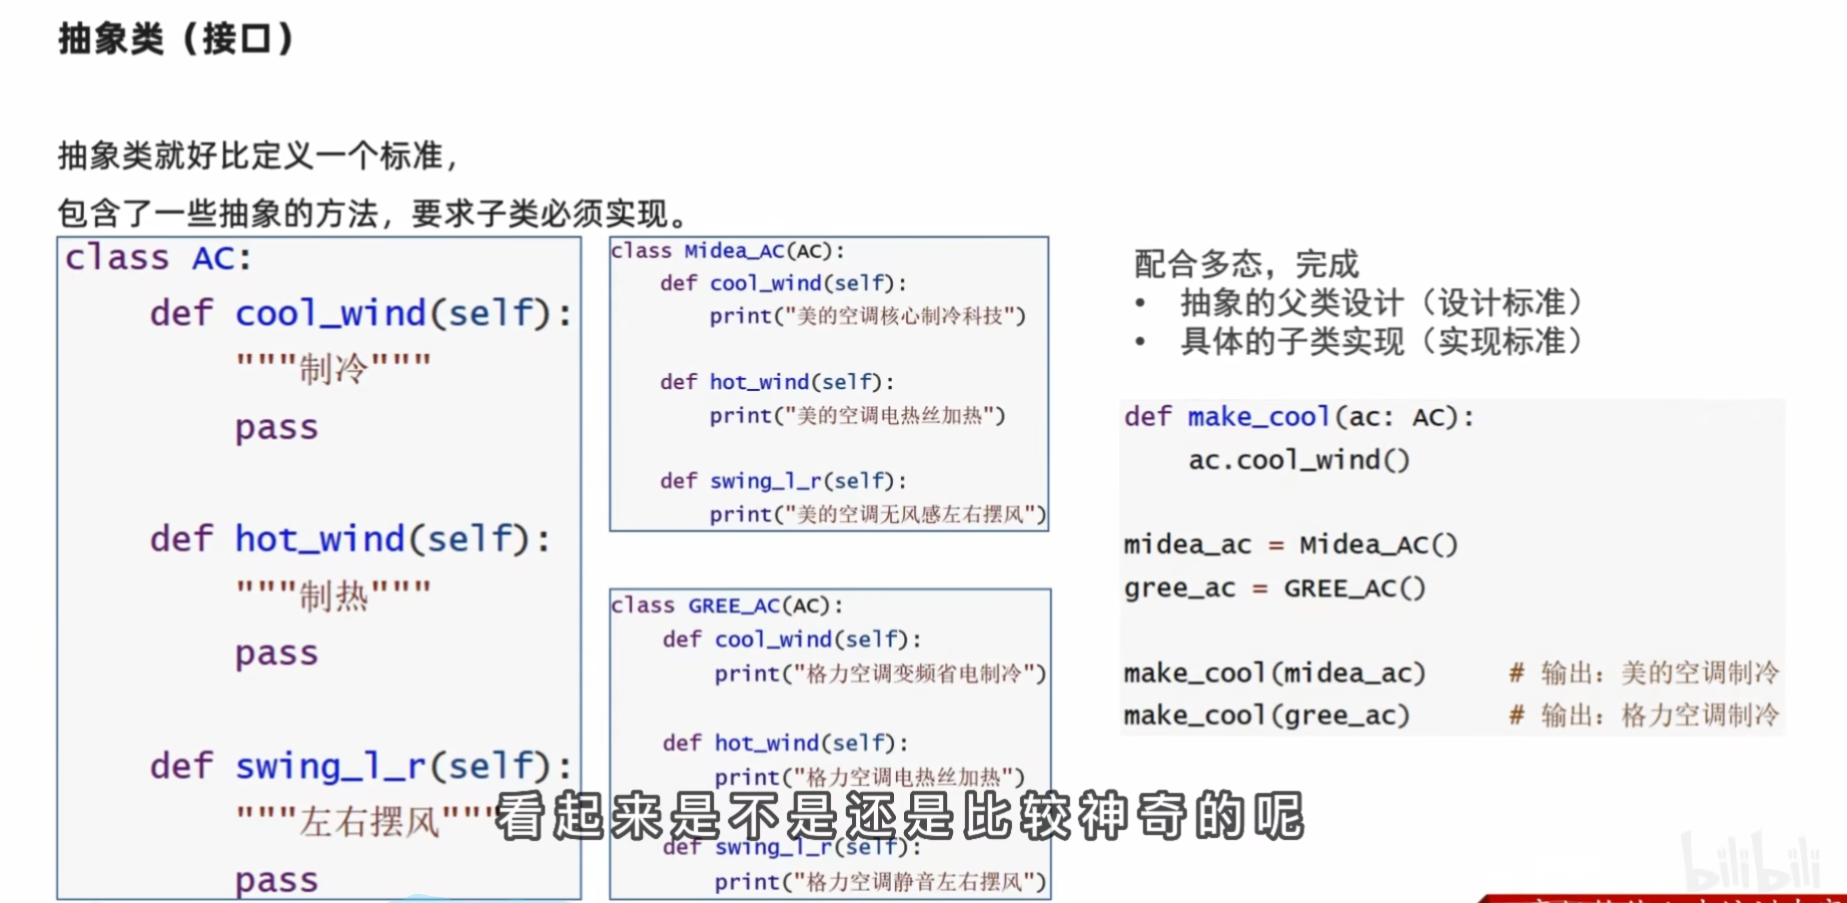 抽象类（接口）
抽象类就好比定义一个标准，
包含了一些抽象的方法，要求子类必须实现。
class AC:
    def cool_wind(self):
        """制冷"""
        pass
    def hot_wind(self):
        """制热"""
        pass
    def swing_l_r(self):
        """左右摆风"""
        pass
class Midea_AC(AC):
    def cool_wind(self):
        print("美的空调核心制冷科技")
    def hot_wind(self):
        print("美的空调电热丝加热")
    def swing_l_r(self):
        print("美的空调无风感左右摆风")
class GREE_AC(AC):
    def cool_wind(self):
        print("格力空调变频省电制冷")
    def hot_wind(self):
        print("格力空调电热丝加热")
    def swing_l_r(self):
        print("格力空调静音左右摆风")
配合多态，完成
• 抽象的父类设计（设计标准）
• 具体的子类实现（实现标准）
def make_cool(ac: AC):
    ac.cool_wind()
midea_ac = Midea_AC()
gree_ac = GREE_AC()
make_cool(midea_ac) # 输出：美的空调制冷
make_cool(gree_ac) # 输出：格力空调制冷
看起来是不是还是比较神奇的呢
bilibili